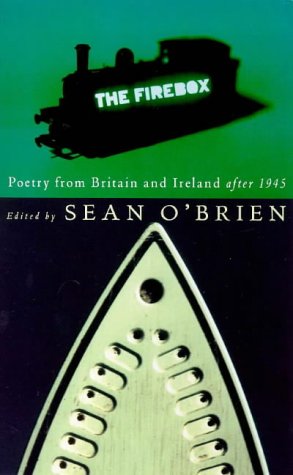 THE FIREBOX
Poetry from Britain and Ireland after 1945
Edited by SEAN O'BRIEN